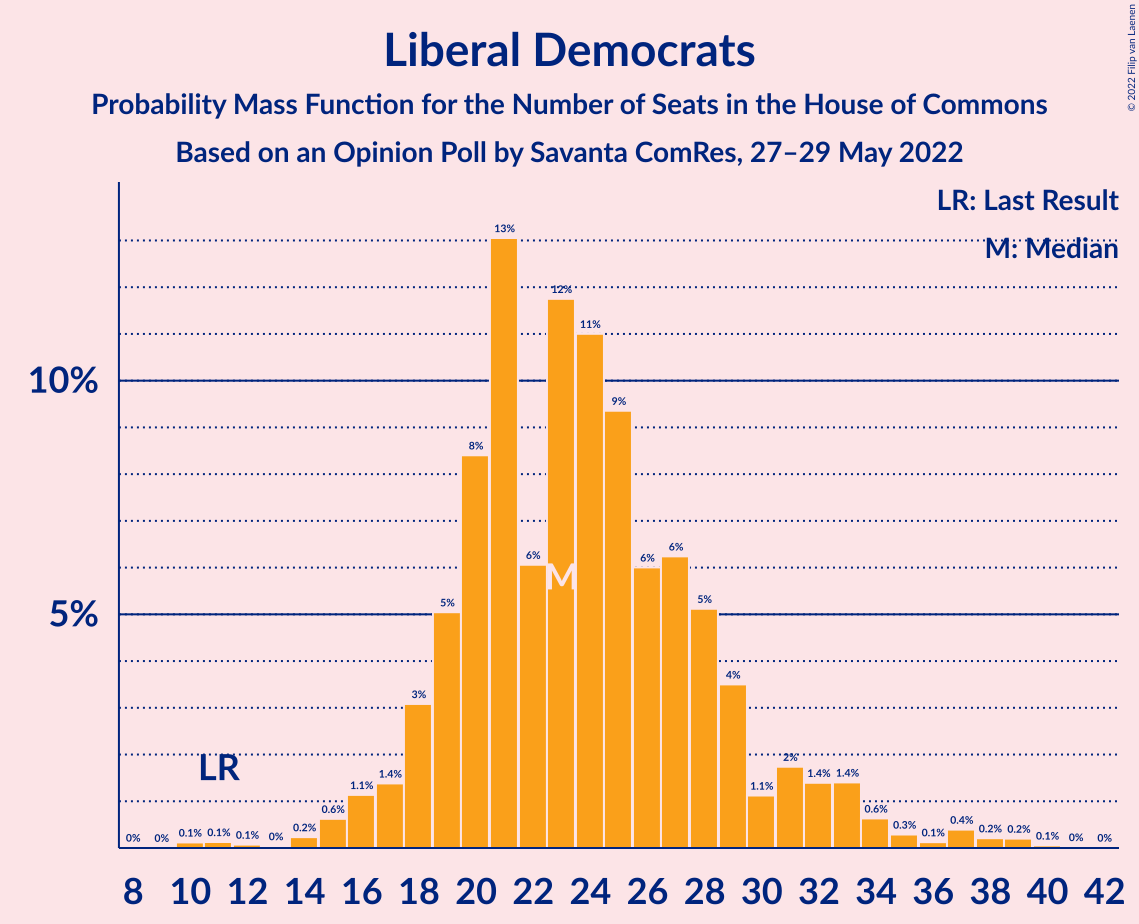 Liberal Democrats
Probability Mass Function for the Number of Seats in the House of Commons
Based on an Opinion Poll by Savanta ComRes, 27–29 May 2022
© 2022 Filip van Laenen
LR: Last Result
M: Median
10%
5%
0% 0% 0.1% 0.1% 0.1% 0% 0.2% 0.6% 1.1% 1.4% 3% 5% 8% 13% 6% 12% 11% 9% 6% 6% 5% 4% 1.1% 2% 1.4% 1.4% 0.6% 0.3% 0.1% 0.4% 0.2% 0.2% 0.1% 0% 0%
LR
M
8 10 12 14 16 18 20 22 24 26 28 30 32 34 36 38 40 42